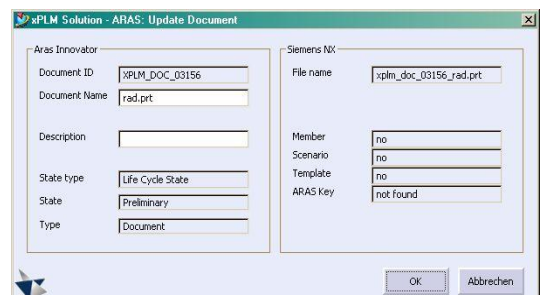 xPLM Solution - ARAS: Update Document
Aras Innovator
Document ID XPLM_DOC_03156
Document Name rad.prt
Description
State type Life Cycle State
State Preliminary
Type Document
Siemens NX
File name xplm_doc_03156_rad.prt
Member no
Scenario no
Template no
ARAS Key not found
OK Abbrechen